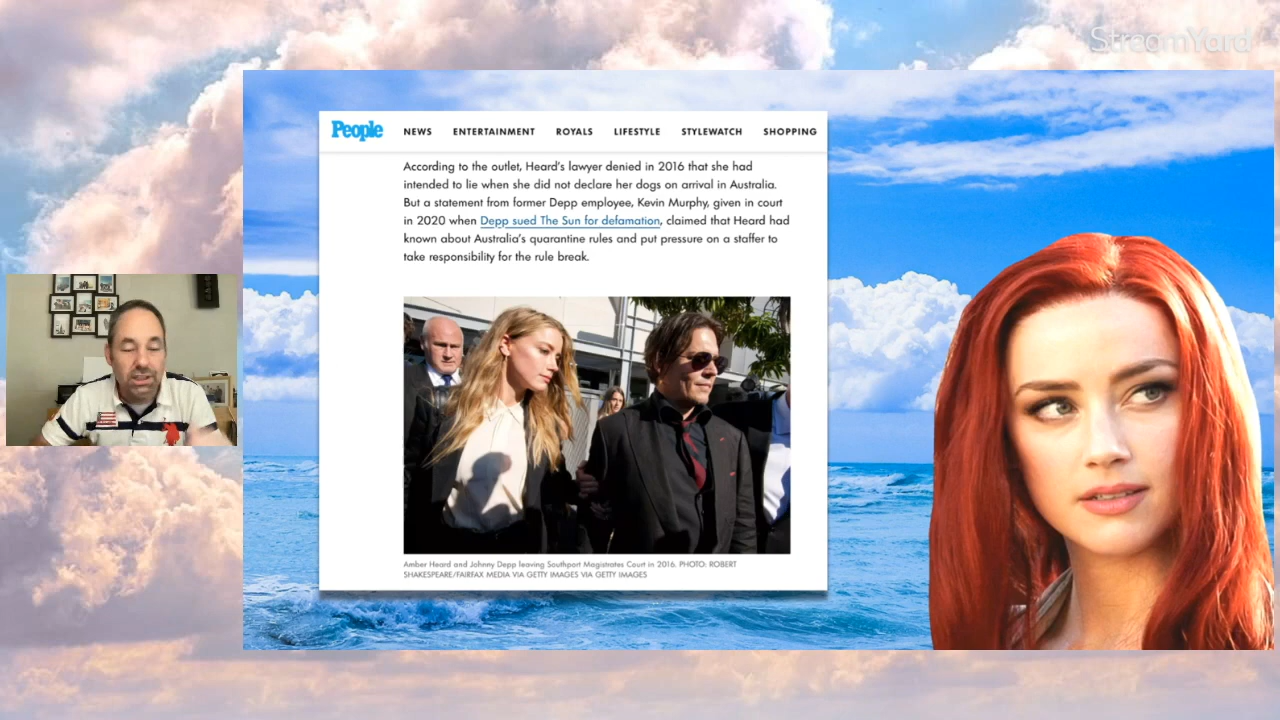 StreamYard
People NEWS ENTERTAINMENT ROYALS LIFESTYLE STYLEWATCH SHOPPING
According to the outlet, Heard's lawyer denied in 2016 that she had
intended to lie when she did not declare her dogs on arrival in Australia.
But a statement from former Depp employee, Kevin Murphy, given in court
in 2020 when Depp sued The Sun for defamation, claimed that Heard had
known about Australia's quarantine rules and put pressure on a staffer to
take responsibility for the rule break.
Amber Heard and Johnny Depp leaving Southport Magistrates Court in 2016. PHOTO: ROBERT
SHAKESPEARE/FAIRFAX MEDIA VIA GETTY IMAGES VIA GETTY IMAGES